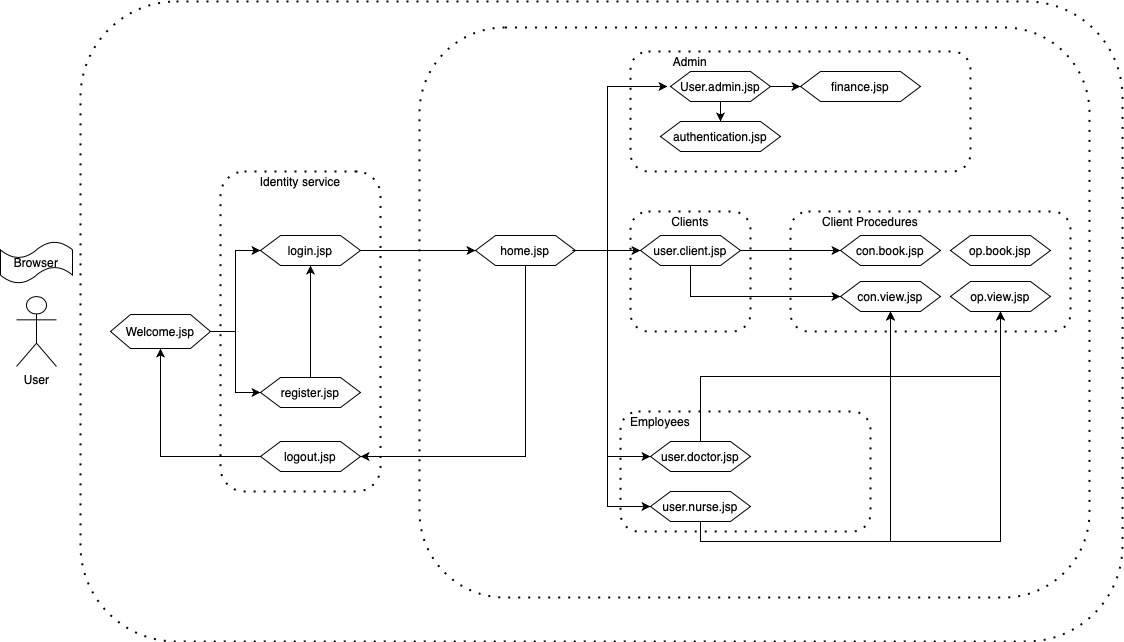 Admin
User.admin.jsp
finance.jsp
authentication.jsp
Identity service
Clients
Client Procedures
login.jsp
home.jsp
user.client.jsp
con.book.jsp
op.book.jsp
Browser
con.view.jsp
op.view.jsp
Welcome.jsp
User
register.jsp
Employees
logout.jsp
user.doctor.jsp
user.nurse.jsp